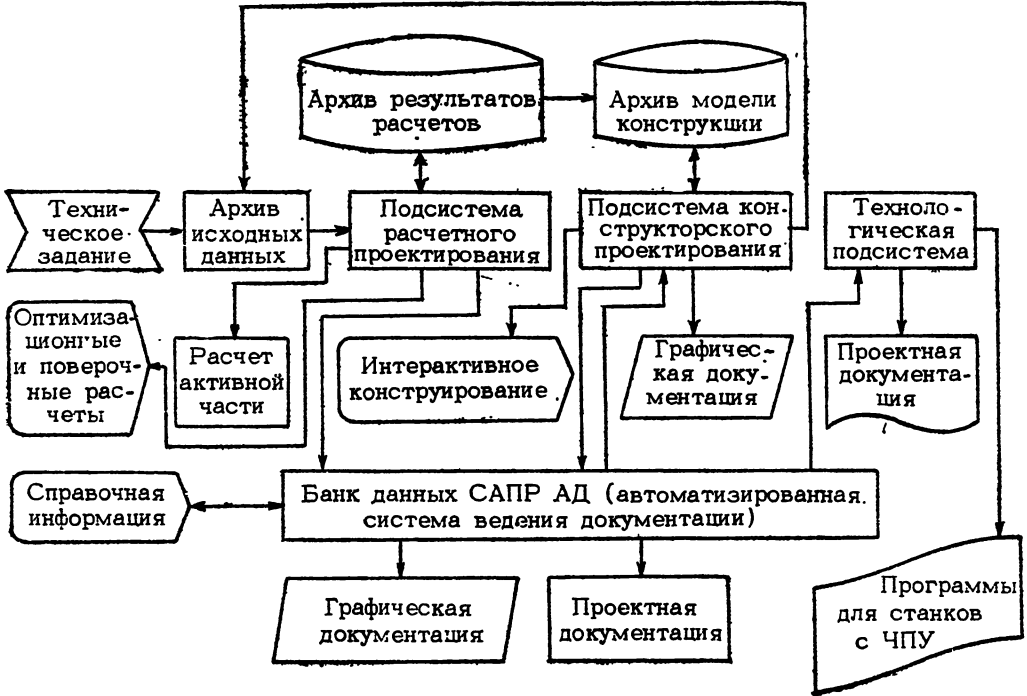 Архив результатов
расчетов
Архив модели
конструкции
Техни-
ческое
задание
Архив
исходных
данных
Подсистема
расчетного
проектирования
Подсистема кон-
структорского
проектирования
Техноло-
гическая
подсистема
Оптимиза-
ционные
и повероч-
ные рас-
четы
Расчет
активной
части
Интерактивное
конструирование
Графичес-
кая доку-
ментация
Проектная
документа-
ция
Справочная
информация
Банк данных САПР АД (автоматизированная
система ведения документации)
Графическая
документация
Проектная
документация
Программы
для станков
с ЧПУ